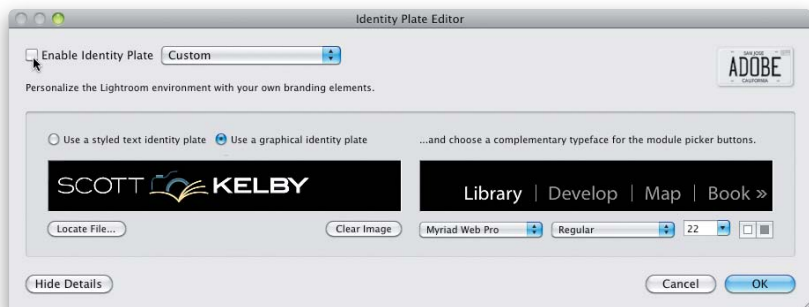 Identity Plate Editor
Enable Identity Plate Custom
SAN JOSE
ADOBE
CALIFORNIA
Personalize the Lightroom environment with your own branding elements.
Use a styled text identity plate Use a graphical identity plate ...and choose a complementary typeface for the module picker buttons.
SCOTT KELBY Library | Develop | Map | Book »
Locate File... Clear Image Myriad Web Pro Regular 22
Hide Details Cancel OK